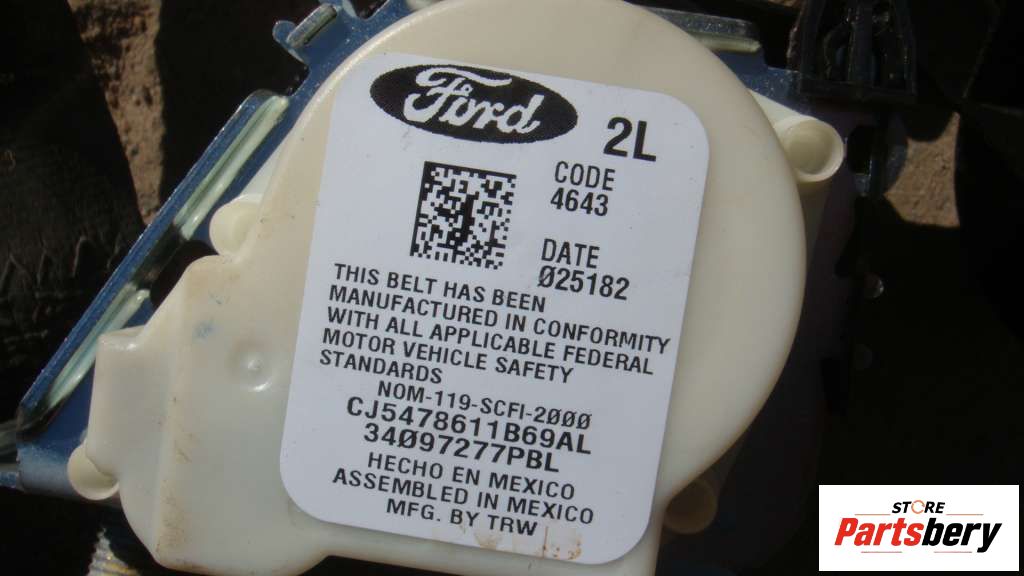 Ford
2L
CODE
4643
DATE
Ø25182
THIS BELT HAS BEEN
MANUFACTURED IN CONFORMITY
WITH ALL APPLICABLE FEDERAL
MOTOR VEHICLE SAFETY
STANDARDS
NOM-119-SCFI-2ØØØ
CJ5478611B69AL
34Ø97277PBL
HECHO EN MEXICO
ASSEMBLED IN MEXICO
MFG. BY TRW
STORE
Partsbery